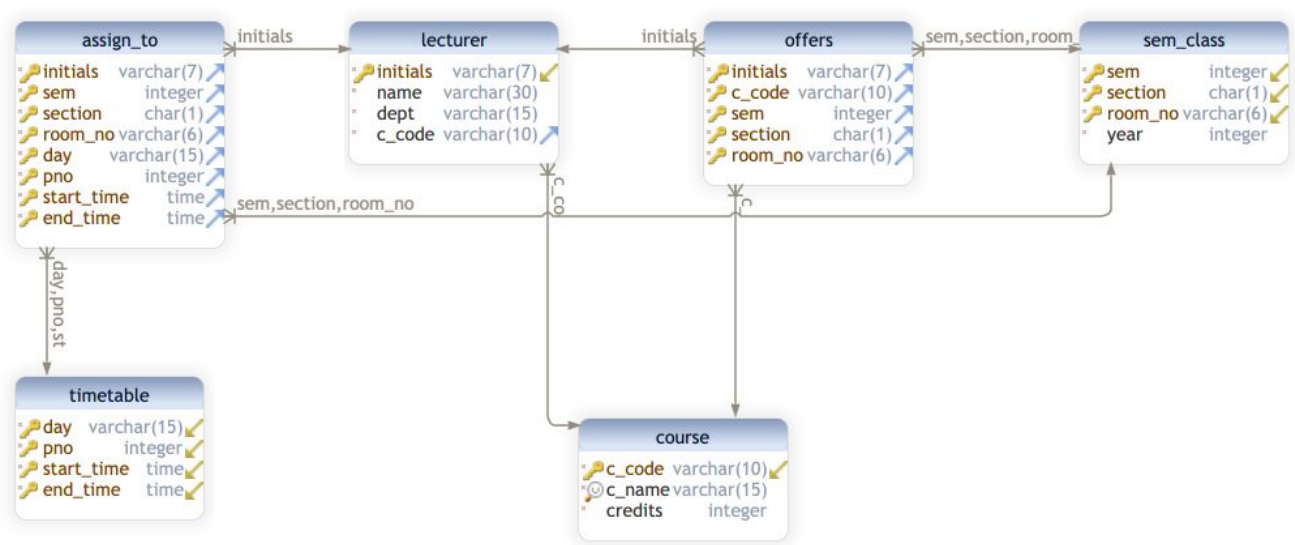 assign_to
initials varchar(7)
sem integer
section char(1)
room_no varchar(6)
day varchar(15)
pno integer
start_time time
end_time time
initials
lecturer
initials varchar(7)
name varchar(30)
dept varchar(15)
c_code varchar(10)
initials
offers
initials varchar(7)
c_code varchar(10)
sem integer
section char(1)
room_no varchar(6)
sem,section,room_
sem_class
sem integer
section char(1)
room_no varchar(6)
year integer
sem,section,room_no
c_co
c_
day,pno,st
timetable
day varchar(15)
pno integer
start_time time
end_time time
course
c_code varchar(10)
c_name varchar(15)
credits integer